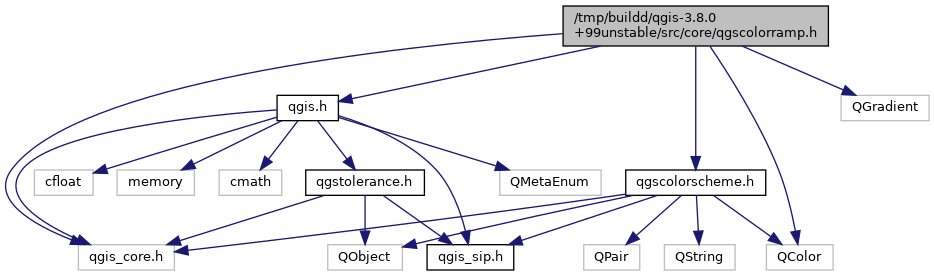 /tmp/buildd/qgis-3.8.0
+99unstable/src/core/qgscolorramp.h
qgis.h
QGradient
cfloat
memory
cmath
qgstolerance.h
QMetaEnum
qgscolorscheme.h
qgis_core.h
QObject
qgis_sip.h
QPair
QString
QColor